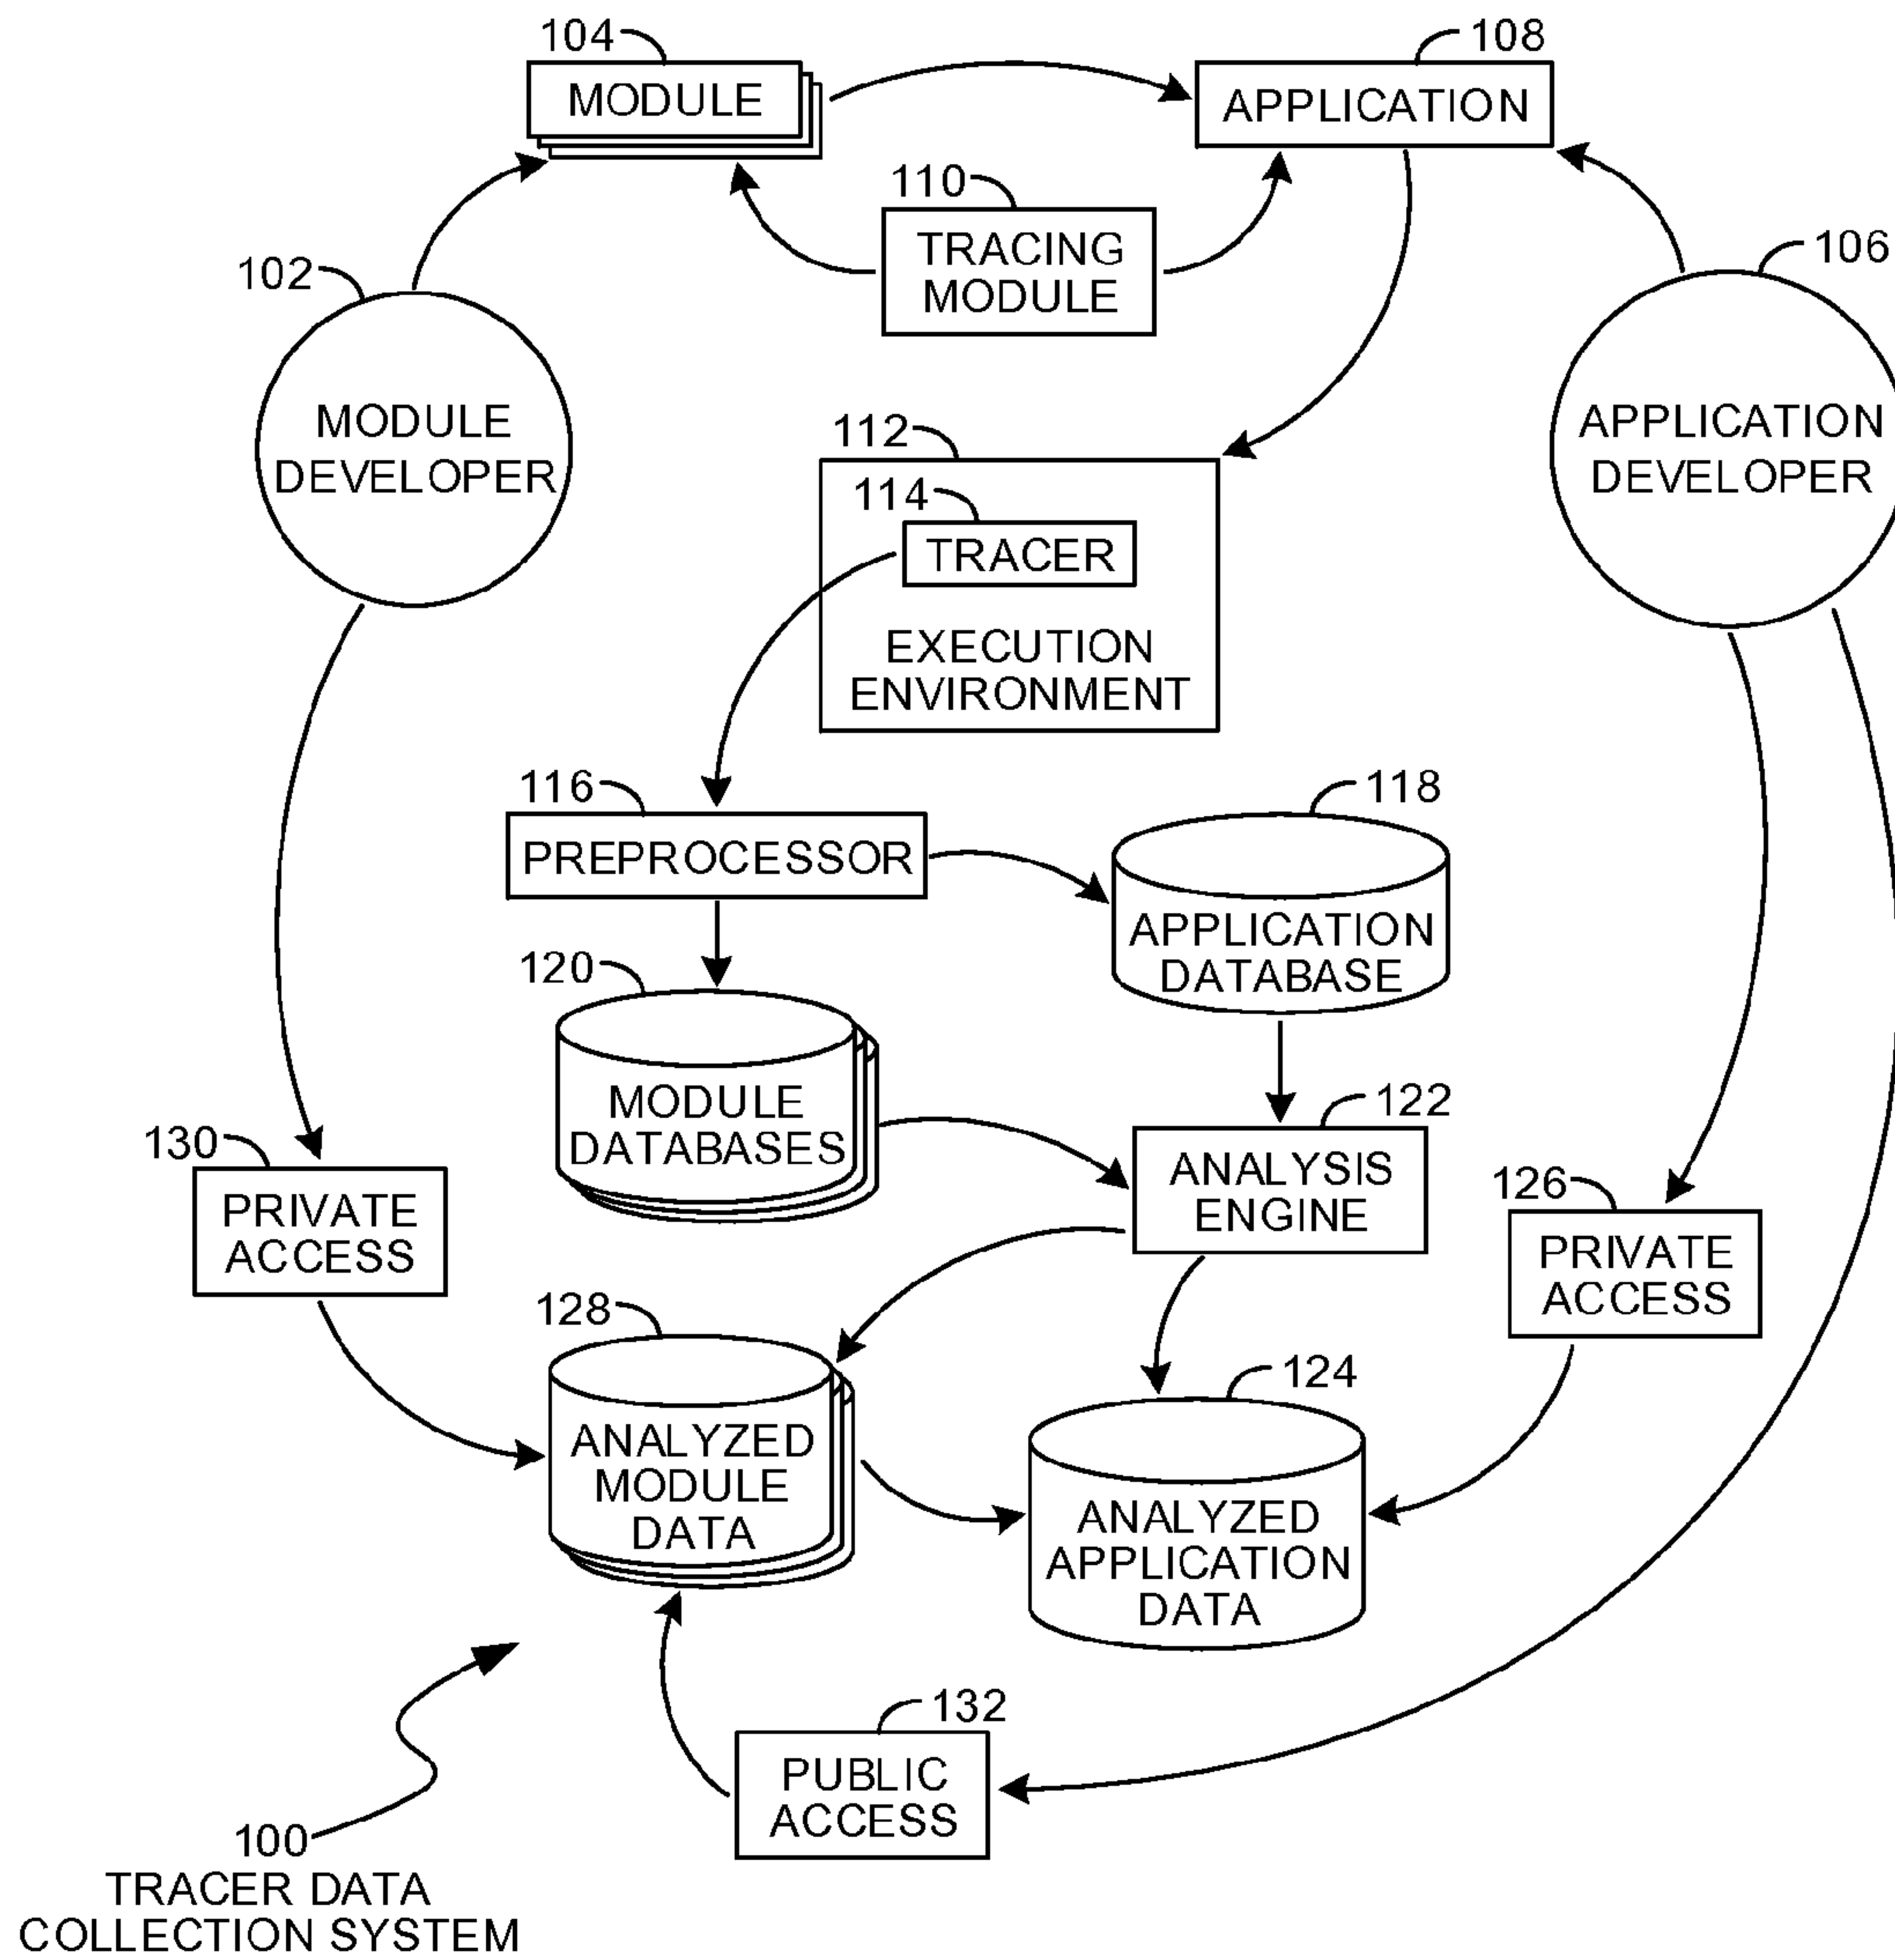 104
MODULE
108
APPLICATION
110
TRACING
MODULE
102
MODULE
DEVELOPER
106
APPLICATION
DEVELOPER
112
114
TRACER
EXECUTION
ENVIRONMENT
116
PREPROCESSOR
118
APPLICATION
DATABASE
120
MODULE
DATABASES
122
ANALYSIS
ENGINE
130
PRIVATE
ACCESS
126
PRIVATE
ACCESS
128
ANALYZED
MODULE
DATA
124
ANALYZED
APPLICATION
DATA
132
PUBLIC
ACCESS
100
TRACER DATA
COLLECTION SYSTEM